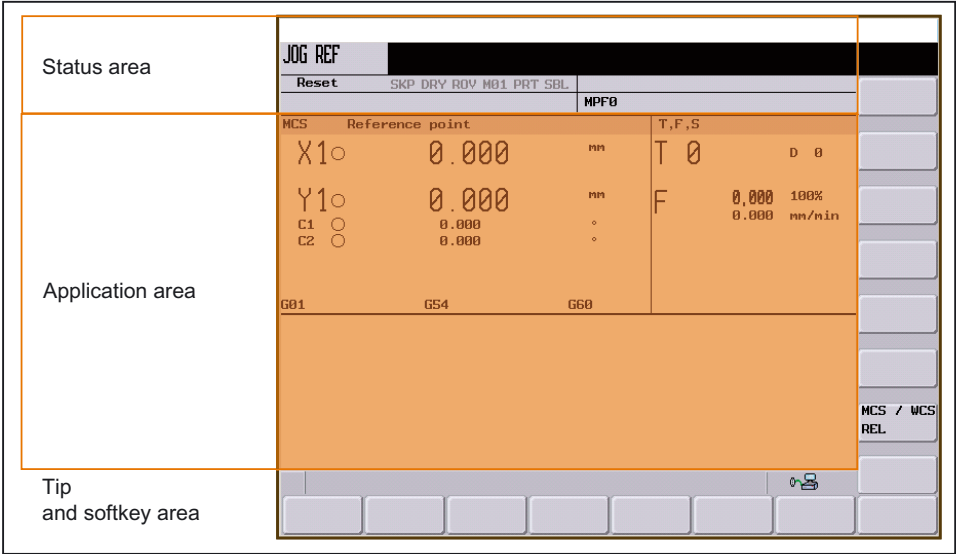 Status area
JOG REF
Reset SKP DRY ROV M01 PRT SBL
MPF0
Application area
MCS Reference point T,F,S
X1 0.000 mm T 0 D 0
Y1 0.000 mm F 0,000 100%
0.000 mm/min
C1 0.000 °
C2 0.000 °
G01 G54 G60
MCS / WCS
REL
Tip
and softkey area